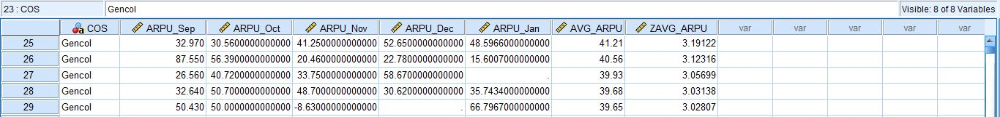 23 : COS Gencol Visible: 8 of 8 Variables
COS ARPU_Sep ARPU_Oct ARPU_Nov ARPU_Dec ARPU_Jan AVG_ARPU ZAVG_ARPU var var var var var
25 Gencol 32.970 30.5600000000000 41.2500000000000 52.6500000000000 48.5966000000000 41.21 3.19122
26 Gencol 87.550 56.3900000000000 20.4600000000000 22.7800000000000 15.6007000000000 40.56 3.12316
27 Gencol 26.560 40.7200000000000 33.7500000000000 58.6700000000000 . 39.93 3.05699
28 Gencol 32.640 50.7000000000000 48.7000000000000 30.6200000000000 35.7434000000000 39.68 3.03138
29 Gencol 50.430 50.0000000000000 -8.63000000000000 . 66.7967000000000 39.65 3.02807